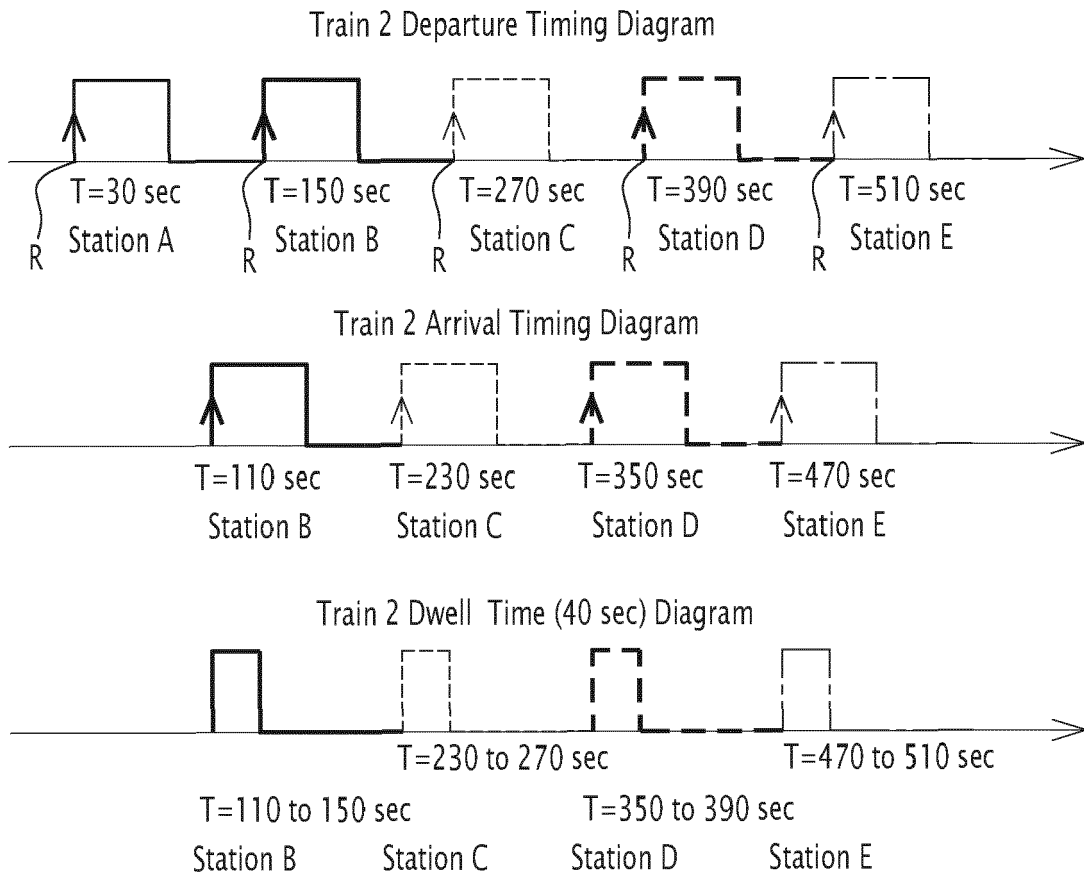 Train 2 Departure Timing Diagram
T=30 sec T=150 sec T=270 sec T=390 sec T=510 sec
Station A Station B Station C Station D Station E
R R R R R
Train 2 Arrival Timing Diagram
T=110 sec T=230 sec T=350 sec T=470 sec
Station B Station C Station D Station E
Train 2 Dwell Time (40 sec) Diagram
T=230 to 270 sec T=470 to 510 sec
T=110 to 150 sec T=350 to 390 sec
Station B Station C Station D Station E